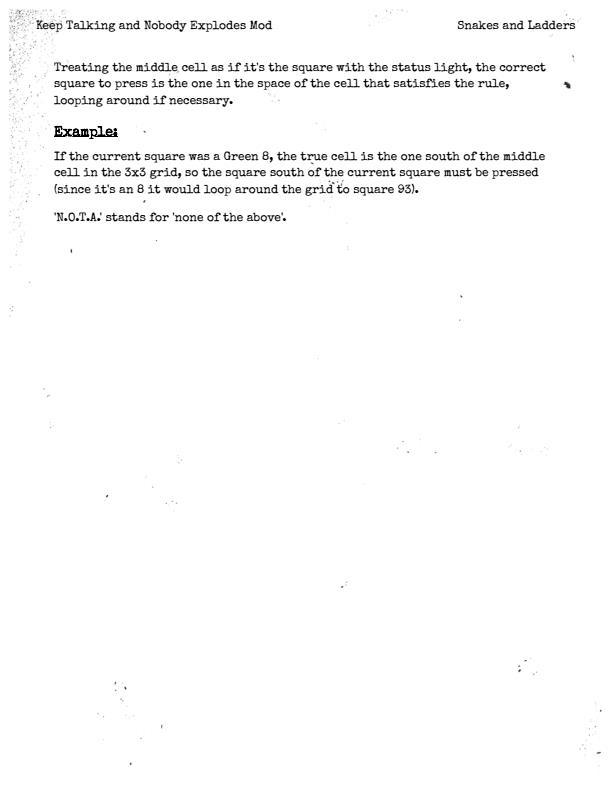 Keep Talking and Nobody Explodes Mod
Snakes and Ladders
Treating the middle cell as if it's the square with the status light, the correct
square to press is the one in the space of the cell that satisfies the rule,
looping around if necessary.
Example:
If the current square was a Green 8, the true cell is the one south of the middle
cell in the 3x3 grid, so the square south of the current square must be pressed
(since it's an 8 it would loop around the grid to square 93).
'N.O.T.A.' stands for 'none of the above'.